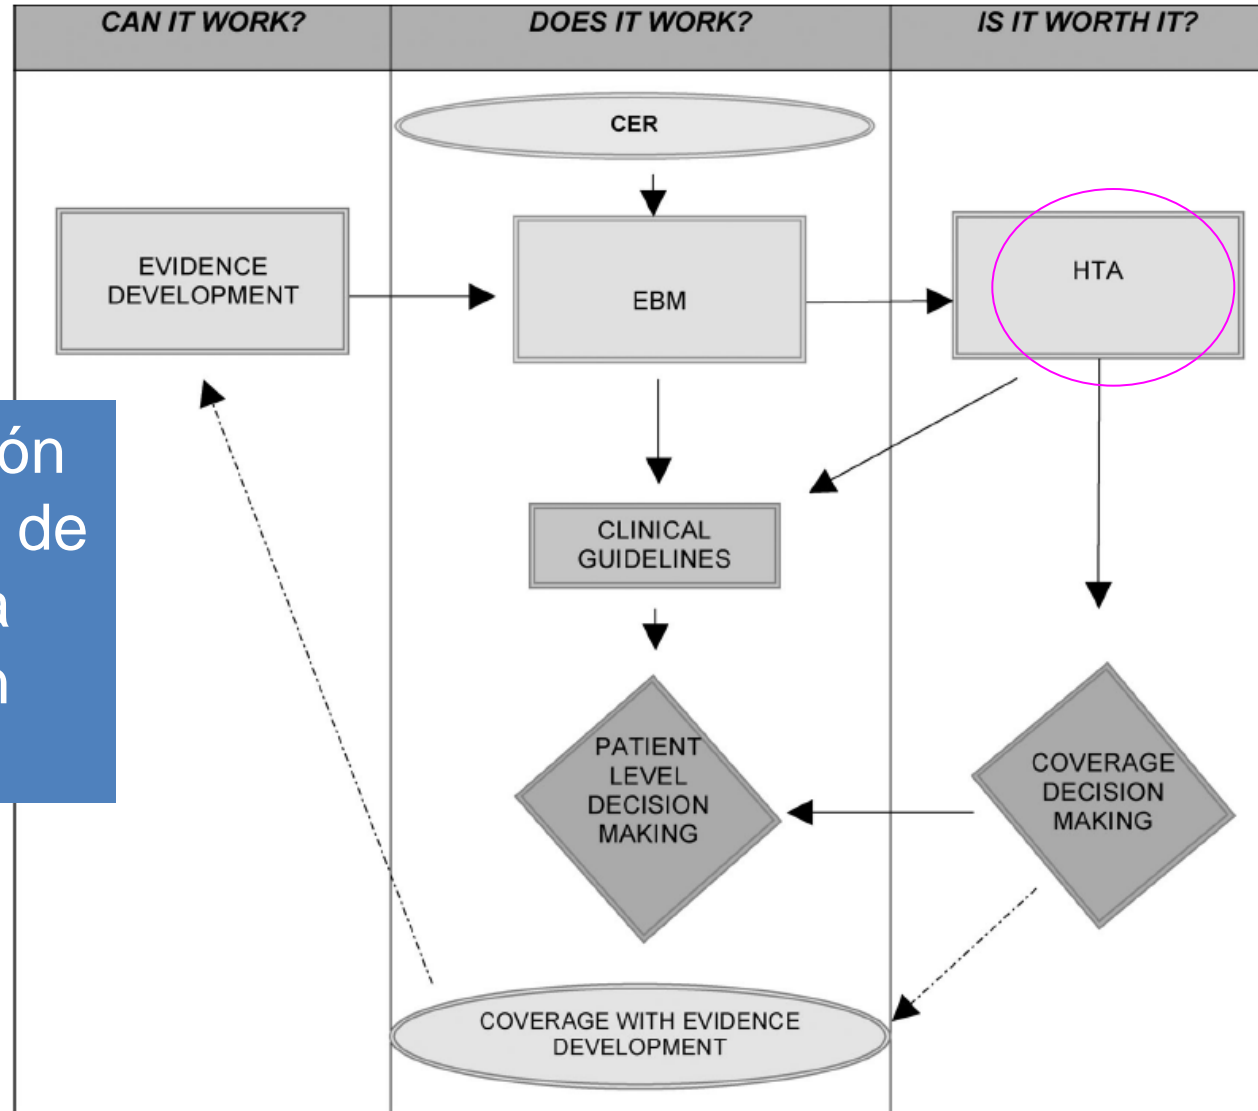 CAN IT WORK?
DOES IT WORK?
IS IT WORTH IT?
CER
EVIDENCE
DEVELOPMENT
EBM
HTA
ón
de
a
n
CLINICAL
GUIDELINES
PATIENT
LEVEL
DECISION
MAKING
COVERAGE
DECISION
MAKING
COVERAGE WITH EVIDENCE
DEVELOPMENT